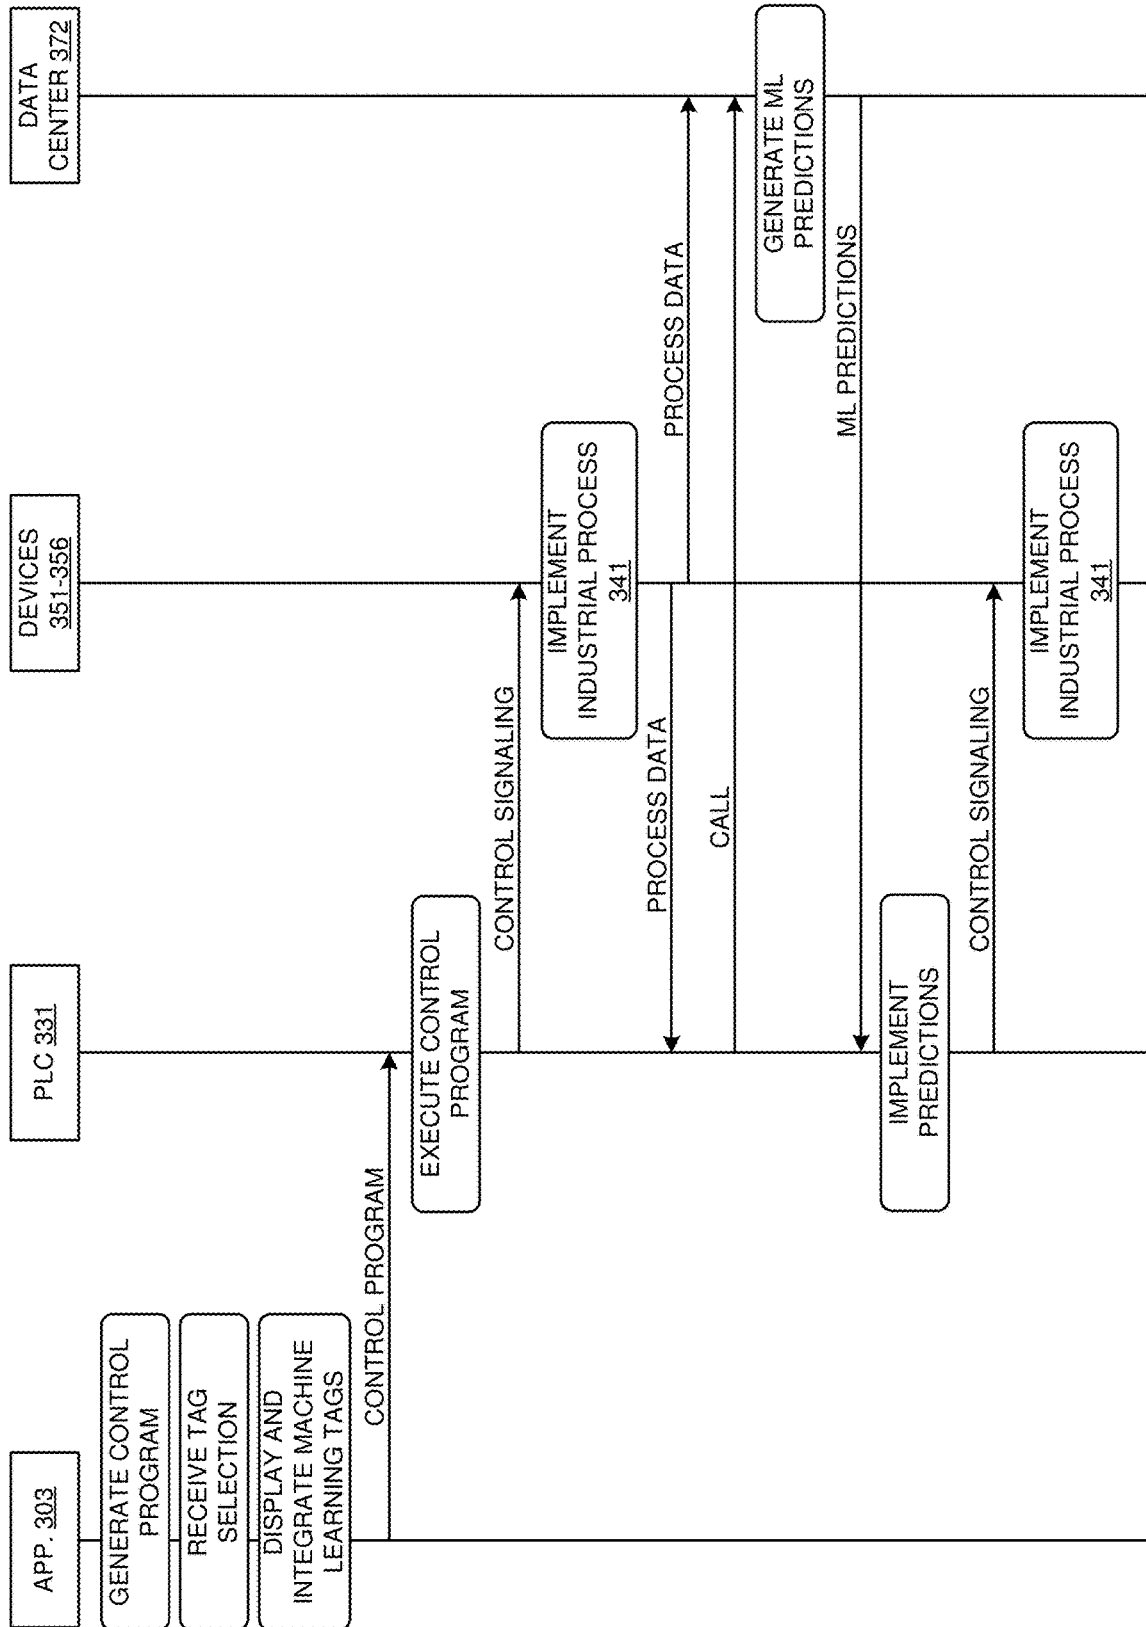 APP. 303
PLC 331
DEVICES
351-356
DATA
CENTER 372
GENERATE CONTROL
PROGRAM
RECEIVE TAG
SELECTION
DISPLAY AND
INTEGRATE MACHINE
LEARNING TAGS
CONTROL PROGRAM
EXECUTE CONTROL
PROGRAM
CONTROL SIGNALING
IMPLEMENT
INDUSTRIAL PROCESS
341
PROCESS DATA
PROCESS DATA
CALL
GENERATE ML
PREDICTIONS
ML PREDICTIONS
IMPLEMENT
PREDICTIONS
CONTROL SIGNALING
IMPLEMENT
INDUSTRIAL PROCESS
341